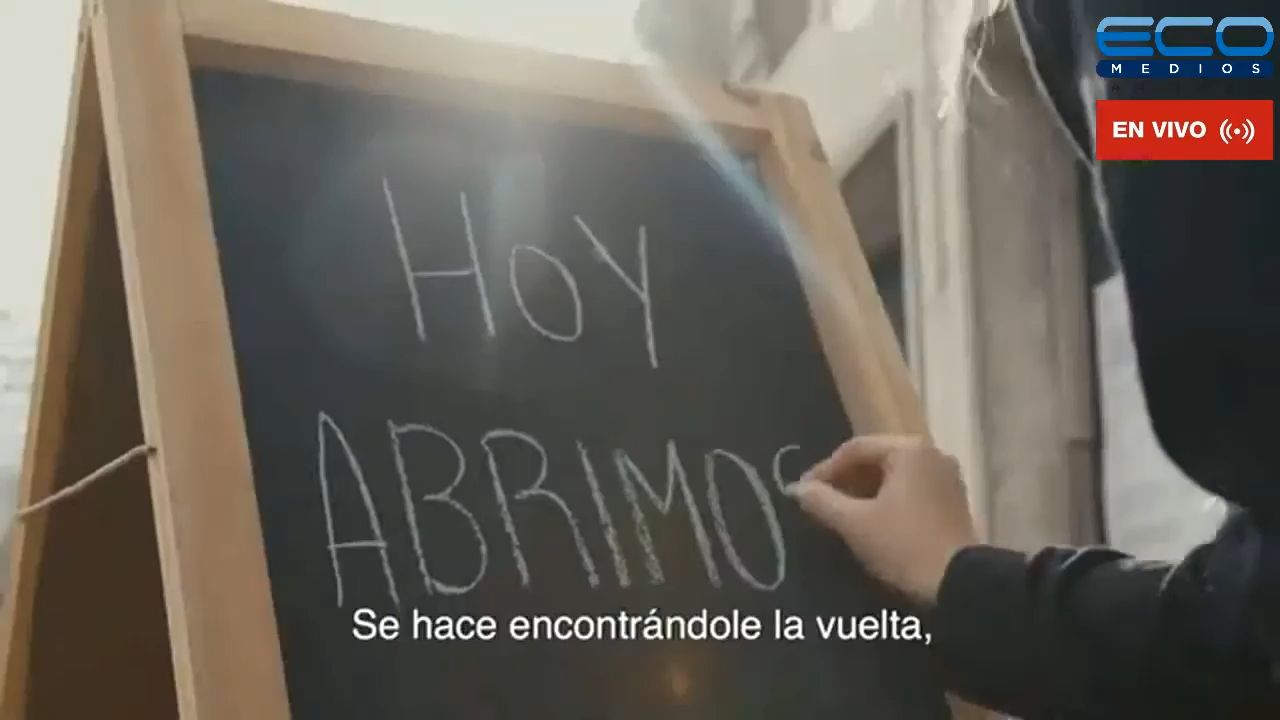 ECO
MEDIOS
EN VIVO
HOY
ABRIMOS
Se hace encontrándole la vuelta,